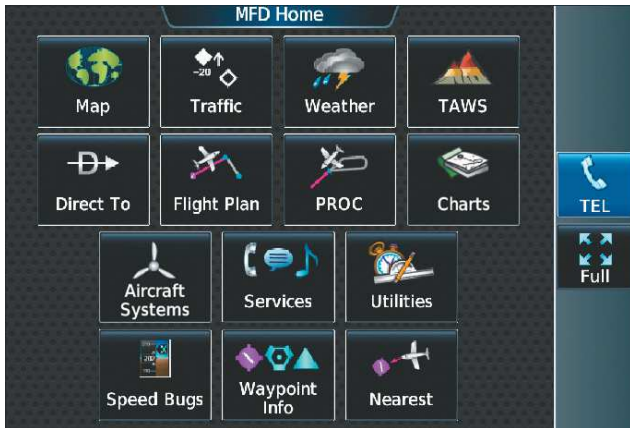 MFD Home
-20
Map
Traffic
Weather
TAWS
Direct To
Flight Plan
PROC
Charts
TEL
Full
Aircraft
Systems
Services
Utilities
Speed Bugs
Waypoint
Info
Nearest